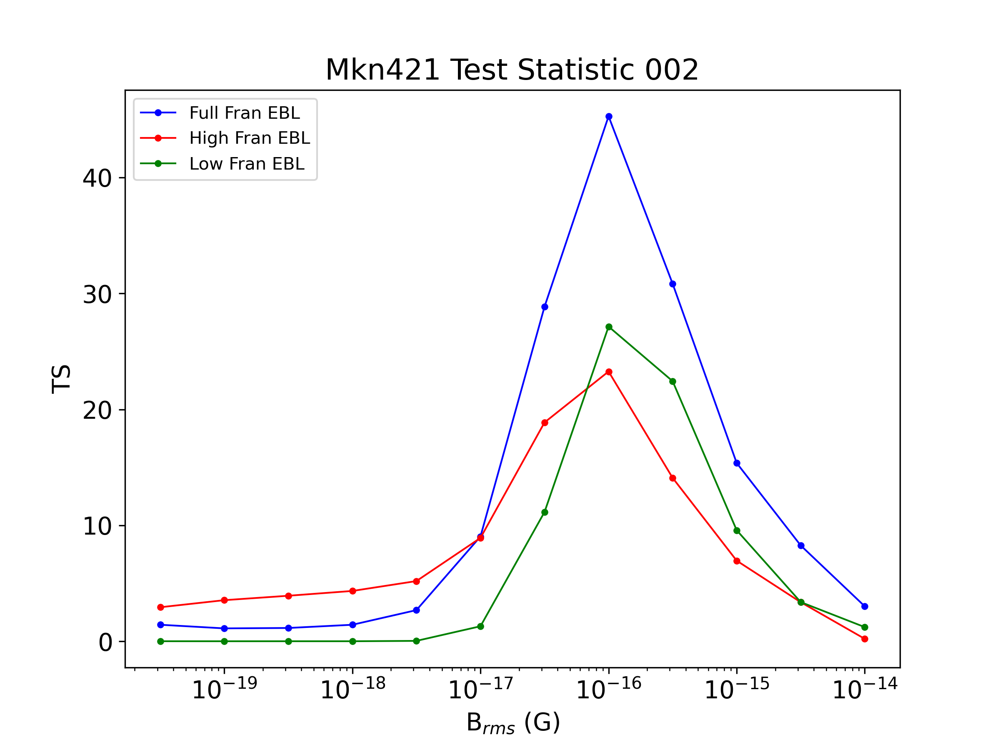 Mkn421 Test Statistic 002
Full Fran EBL
High Fran EBL
Low Fran EBL
40
30
20
10
0
TS
10⁻¹⁹ 10⁻¹⁸ 10⁻¹⁷ 10⁻¹⁶ 10⁻¹⁵ 10⁻¹⁴
B_rms (G)